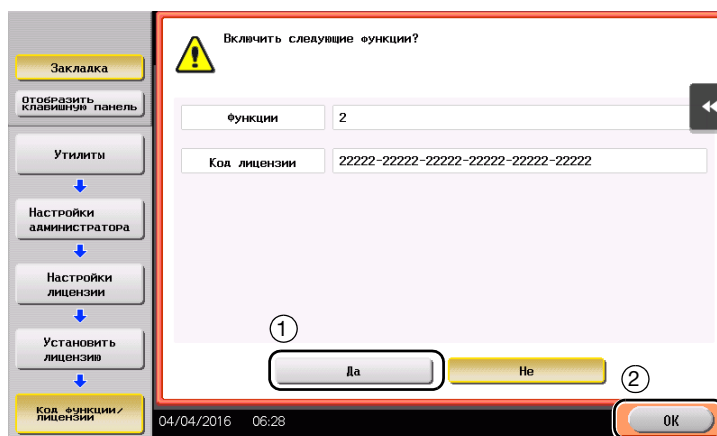 Закладка
Отобразить
клавишную панель
Утилиты
Настройки
администратора
Настройки
лицензии
Установить
лицензию
Код функции/
лицензии
Включить следующие функции?
Функции
2
Код лицензии
22222-22222-22222-22222-22222-22222
1
Да
Не
2
04/04/2016 06:28
OK